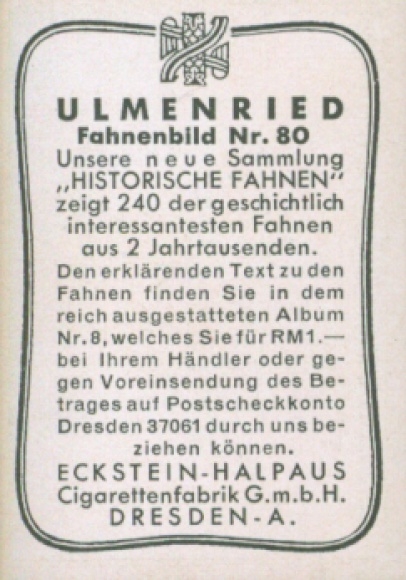 ULMENRIED
Fahnenbild Nr. 80
Unsere neue Sammlung
„HISTORISCHE FAHNEN"
zeigt 240 der geschichtlich
interessantesten Fahnen
aus 2 Jahrtausenden.
Den erklärenden Text zu den
Fahnen finden Sie in dem
reich ausgestatteten Album
Nr. 8, welches Sie für RM 1.—
bei Ihrem Händler oder ge-
gen Voreinsendung des Be-
trages auf Postscheckkonto
Dresden 37061 durch uns be-
ziehen können.
ECKSTEIN-HALPAUS
Cigarettenfabrik G.m.b.H.
DRESDEN-A.